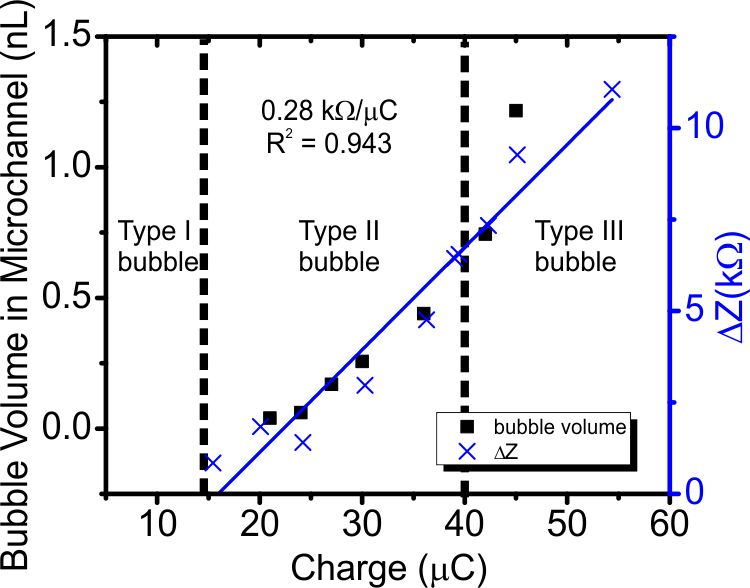 Bubble Volume in Microchannel (nL)
1.5
1.0
0.5
0.0
0.28 kΩ/μC
R² = 0.943
Type I
bubble
Type II
bubble
Type III
bubble
bubble volume
ΔZ
10
5
0
ΔZ(kΩ)
10 20 30 40 50 60
Charge (μC)